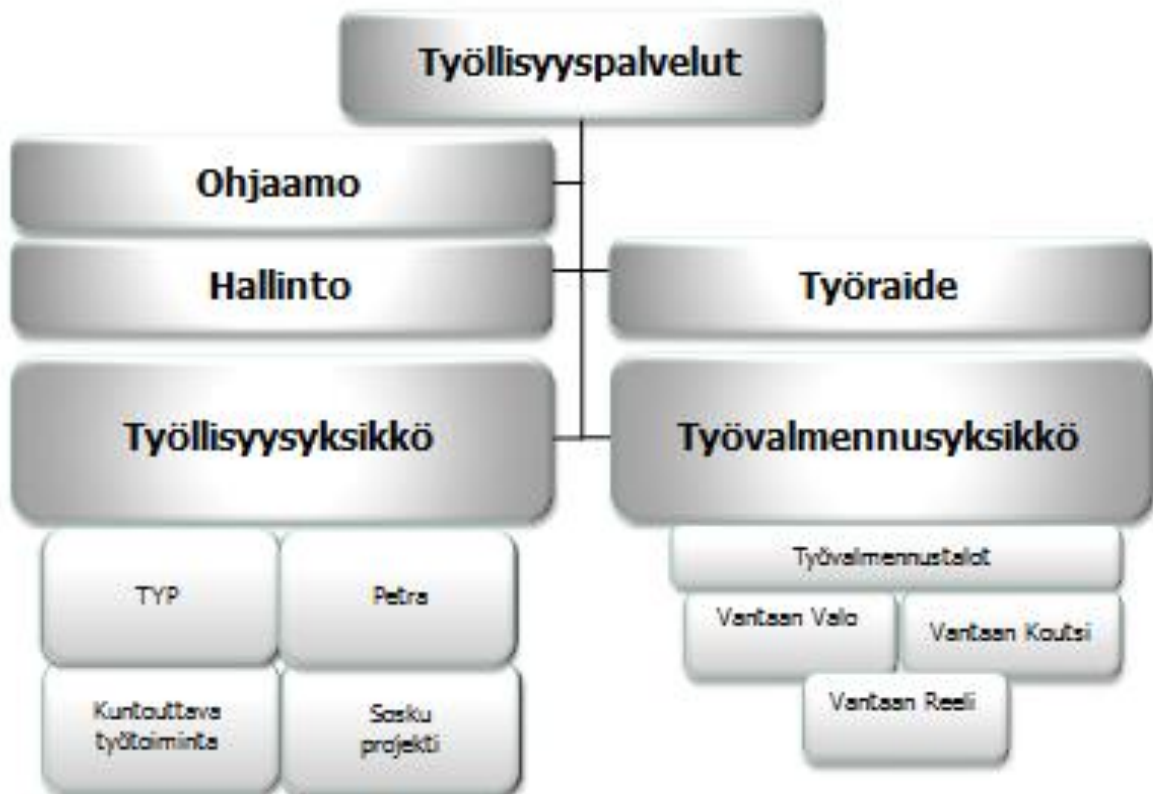 Työllisyyspalvelut
Ohjaamo
Hallinto
Työraide
Työllisyysyksikkö
Työvalmennusyksikkö
TYP
Petra
Kuntouttava
työtoiminta
Sosku
projekti
Työvalmennustalot
Vantaan Valo
Vantaan Koutsi
Vantaan Reeli